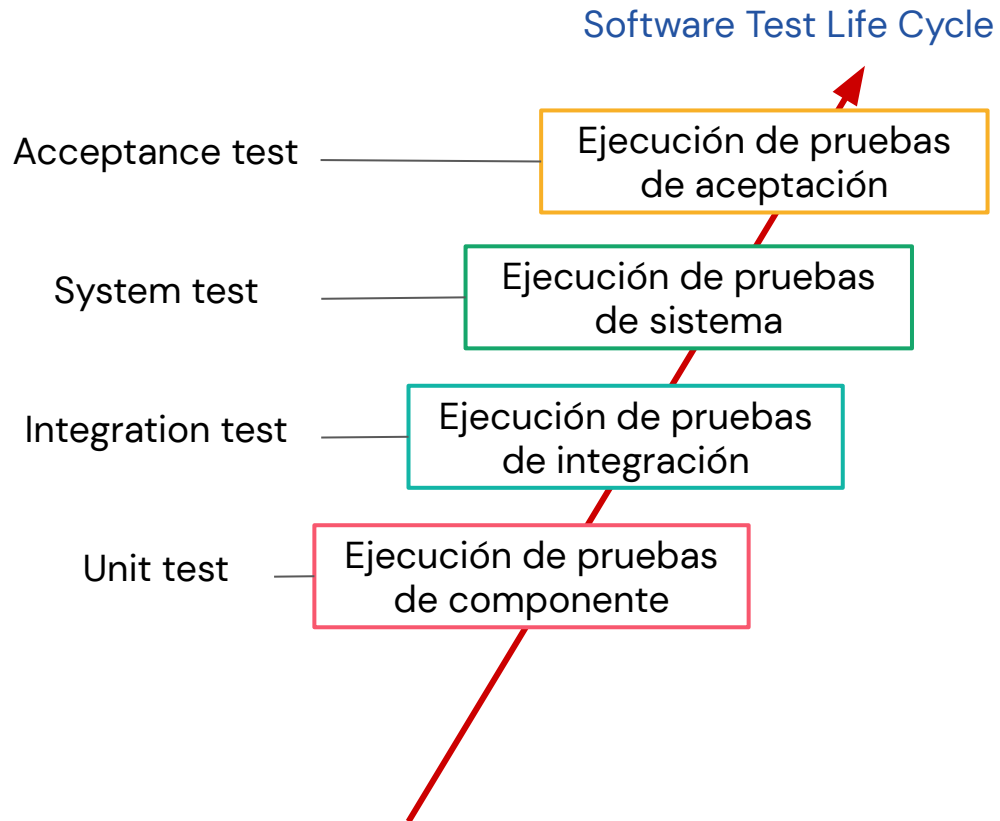 Software Test Life Cycle
Acceptance test
Ejecución de pruebas
de aceptación
System test
Ejecución de pruebas
de sistema
Integration test
Ejecución de pruebas
de integración
Unit test
Ejecución de pruebas
de componente